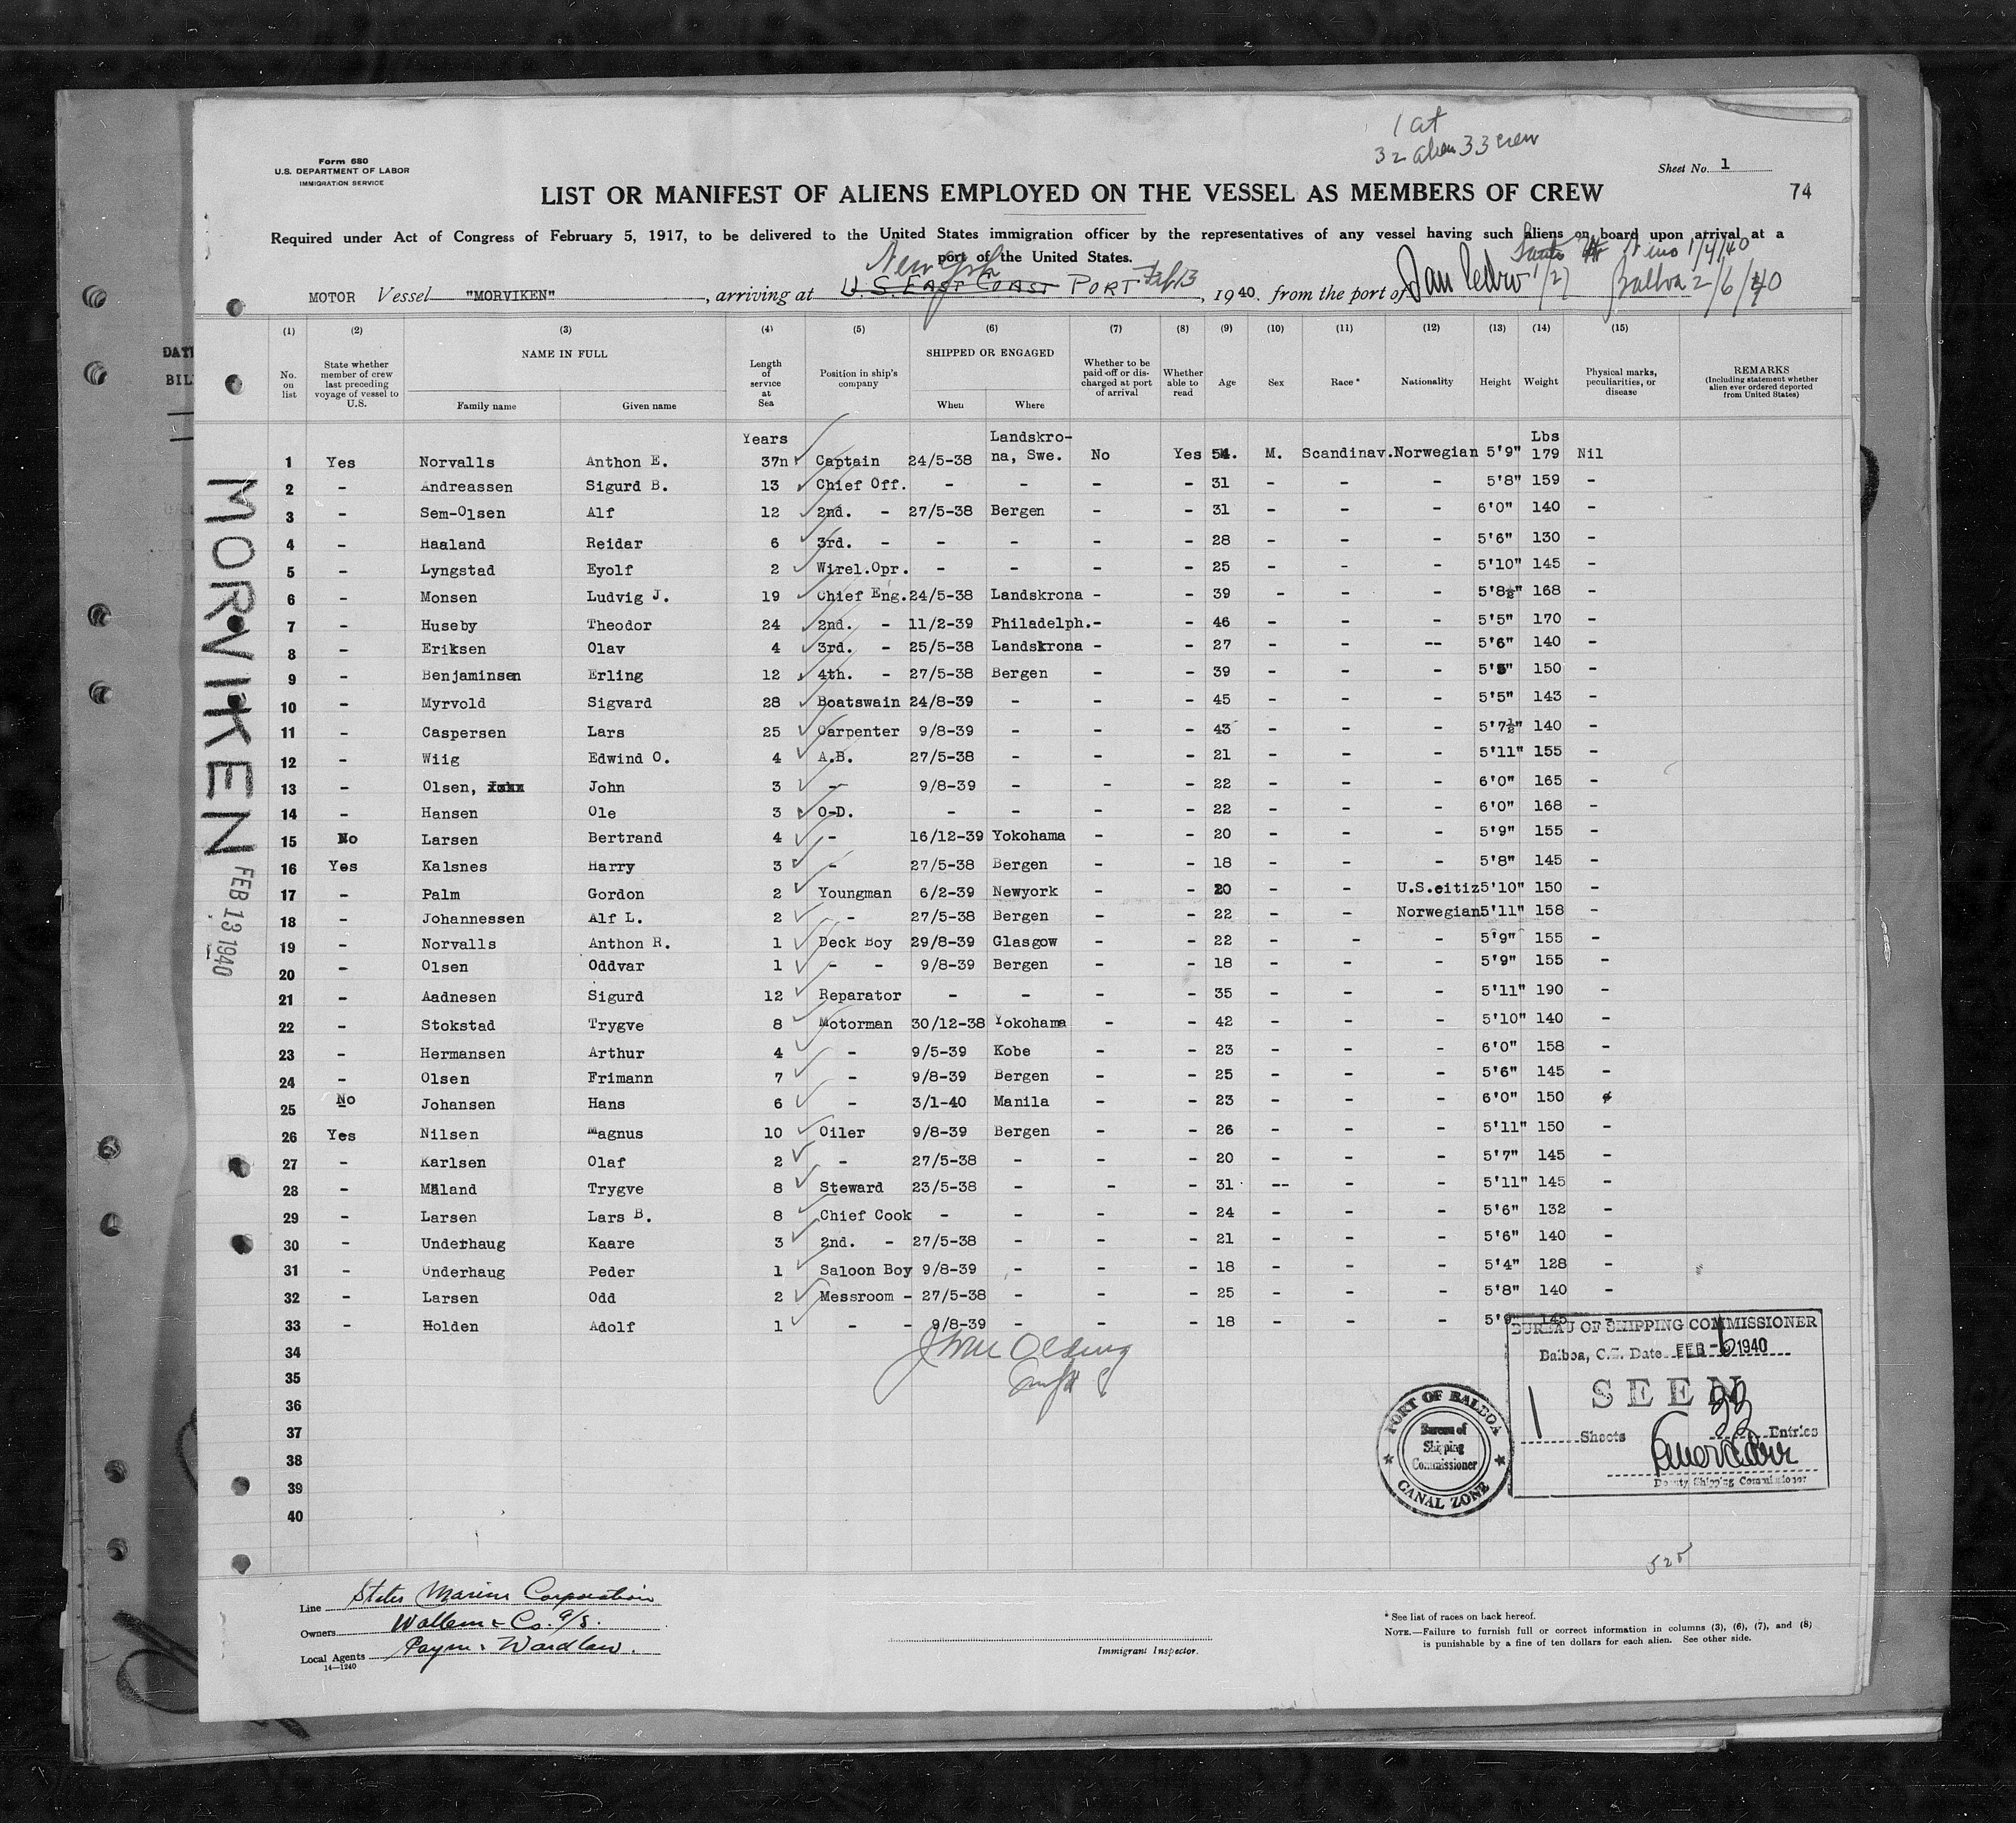 1 at
32 alien 33 crew
Form 680
U.S. DEPARTMENT OF LABOR
IMMIGRATION SERVICE
Sheet No. 1
LIST OR MANIFEST OF ALIENS EMPLOYED ON THE VESSEL AS MEMBERS OF CREW
74
Required under Act of Congress of February 5, 1917, to be delivered to the United States immigration officer by the representatives of any vessel having such aliens on board upon arrival at a
port of the United States.
New York
1/4/40
MOTOR Vessel "MORVIKEN", arriving at U.S. EAST COAST PORT Feb 13, 1940. from the port of San Pedro 1/27 Balboa 2/6/40
(1) (2) (3) (4) (5) (6) (7) (8) (9) (10) (11) (12) (13) (14) (15)
No. on list
State whether member of crew last preceding voyage of vessel to U.S.
NAME IN FULL
Family name Given name
Length of service at Sea
Position in ship's company
SHIPPED OR ENGAGED
When Where
Whether to be paid off or discharged at port of arrival
Whether able to read
Age Sex Race* Nationality Height Weight
Physical marks, peculiarities, or disease
REMARKS
(Including statement whether alien ever ordered deported from United States)
DATE
BIL
Years Landskro- Lbs
1 Yes Norvalls Anthon E. 37 Captain 24/5-38 na, Swe. No Yes 54. M. Scandinav. Norwegian 5'9" 179 Nil
2 - Andreassen Sigurd B. 13 Chief Off. - - - - 31 - - - 5'8" 159 -
3 - Sem-Olsen Alf 12 2nd. - 27/5-38 Bergen - - 31 - - - 6'0" 140 -
4 - Haaland Reidar 6 3rd. - - - - - 28 - - - 5'6" 130 -
5 - Lyngstad Eyolf 2 Wirel.Opr. - - - - 25 - - - 5'10" 145 -
6 - Monsen Ludvig J. 19 Chief Eng. 24/5-38 Landskrona - - 39 - - - 5'8½" 168 -
7 - Huseby Theodor 24 2nd. - 11/2-39 Philadelph. - - 46 - - - 5'5" 170 -
8 - Eriksen Olav 4 3rd. - 25/5-38 Landskrona - - 27 - - -- 5'6" 140 -
9 - Benjaminsen Erling 12 4th. - 27/5-38 Bergen - - 39 - - - 5'5" 150 -
10 - Myrvold Sigvard 28 Boatswain 24/8-39 - - - 45 - - - 5'5" 143 -
11 - Caspersen Lars 25 Carpenter 9/8-39 - - - 43 - - - 5'7½" 140 -
12 - Wiig Edwind O. 4 A.B. 27/5-38 - - - 21 - - - 5'11" 155 -
13 - Olsen, John 3 - 9/8-39 - - - 22 - - - 6'0" 165 -
14 - Hansen Ole 3 O-D. - - - - 22 - - - 6'0" 168 -
15 No Larsen Bertrand 4 - 16/12-39 Yokohama - - 20 - - - 5'9" 155 -
16 Yes Kalsnes Harry 3 - 27/5-38 Bergen - - 18 - - - 5'8" 145 -
17 - Palm Gordon 2 Youngman 6/2-39 Newyork - - 20 - - U.S.citiz 5'10" 150 -
18 - Johannessen Alf L. 2 - - 27/5-38 Bergen - - 22 - - Norwegian 5'11" 158 -
19 - Norvalls Anthon R. 1 Deck Boy 29/8-39 Glasgow - - 22 - - - 5'9" 155 -
20 - Olsen Oddvar 1 - - 9/8-39 Bergen - - 18 - - - 5'9" 155 -
21 - Aadnesen Sigurd 12 Reparator - - - - 35 - - - 5'11" 190 -
22 - Stokstad Trygve 8 Motorman 30/12-38 Yokohama - - 42 - - - 5'10" 140 -
23 - Hermansen Arthur 4 - 9/5-39 Kobe - - 23 - - - 6'0" 158 -
24 - Olsen Frimann 7 - 9/8-39 Bergen - - 25 - - - 5'6" 145 -
25 No Johansen Hans 6 - 3/1-40 Manila - - 23 - - - 6'0" 150
26 Yes Nilsen Magnus 10 Oiler 9/8-39 Bergen - - 26 - - - 5'11" 150 -
27 - Karlsen Olaf 2 - 27/5-38 - - - 20 - - - 5'7" 145 -
28 - Måland Trygve 8 Steward 23/5-38 - - - 31 -- - - 5'11" 145 -
29 - Larsen Lars B. 8 Chief Cook - - - - 24 - - - 5'6" 132 -
30 - Underhaug Kaare 3 2nd. - 27/5-38 - - - 21 - - - 5'6" 140 -
31 - Underhaug Peder 1 Saloon Boy 9/8-39 - - - 18 - - - 5'4" 128 -
32 - Larsen Odd 2 Messroom - 27/5-38 - - - 25 - - - 5'8" 140 -
33 - Holden Adolf 1 - - 9/8-39 - - - 18 - - - 5'9" 145 -
34
35
36
37
38
39
40
MORVIKEN
FEB 13 1940
BUREAU OF SHIPPING COMMISSIONER
Balboa, C.Z. Date FEB - 6 1940
SEEN
1 Sheets 33 Entries
Deputy Shipping Commissioner
PORT OF BALBOA
Bureau of
Shipping
Commissioner
CANAL ZONE
525
Line States Marine Corporation
Owners Wallem & Co. A/S.
Local Agents Payne & Wardlaw.
14-1240
Immigrant Inspector.
* See list of races on back hereof.
NOTE.—Failure to furnish full or correct information in columns (3), (6), (7), and (8)
is punishable by a fine of ten dollars for each alien. See other side.